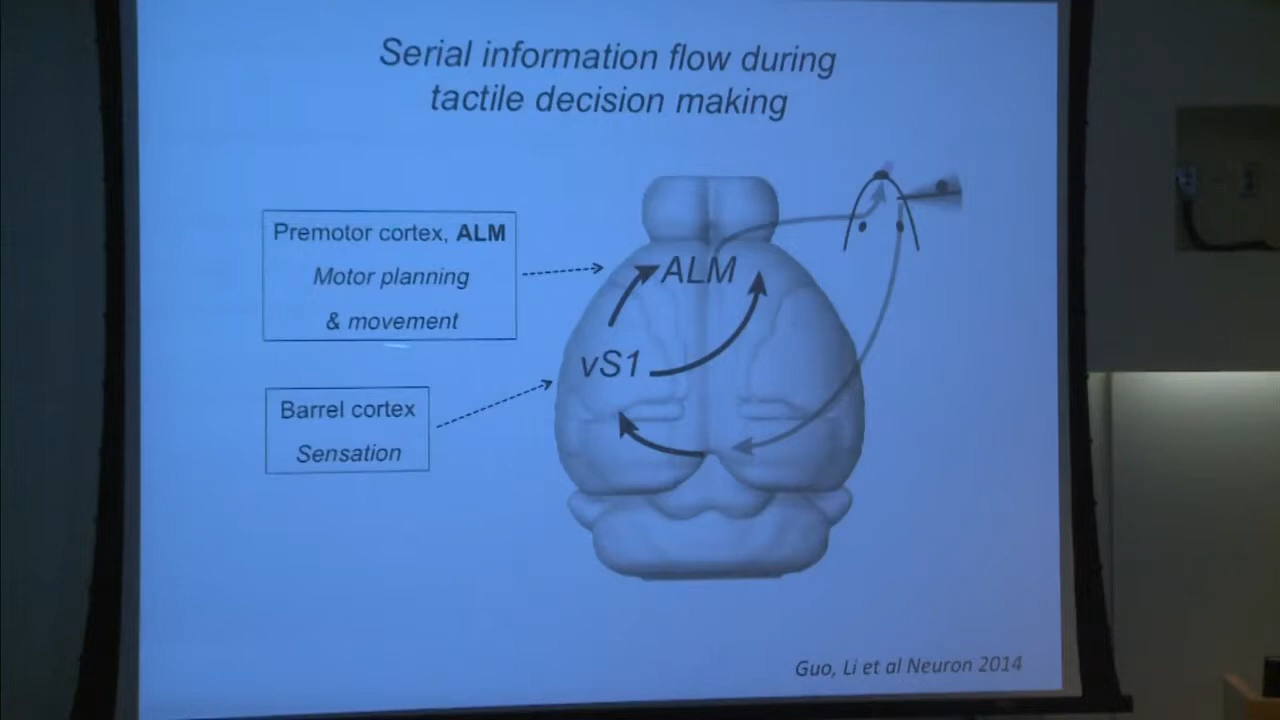 Serial information flow during
tactile decision making
Premotor cortex, ALM
Motor planning
& movement
ALM
vS1
Barrel cortex
Sensation
Guo, Li et al Neuron 2014